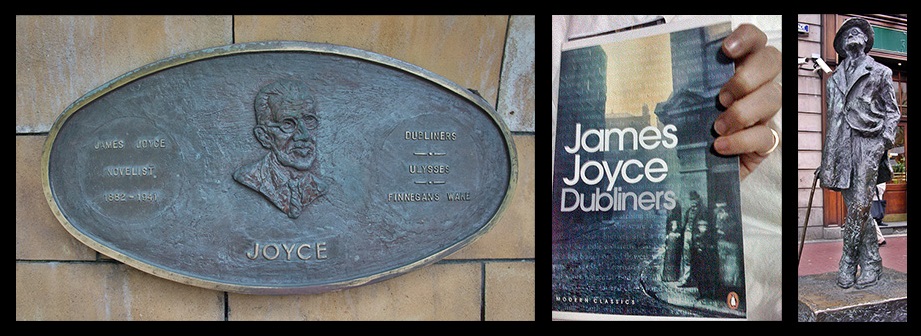 JAMES JOYCE
NOVELIST
1882-1941
DUBLINERS
ULYSSES
FINNEGANS WAKE
JOYCE
James
Joyce
Dubliners
MODERN CLASSICS